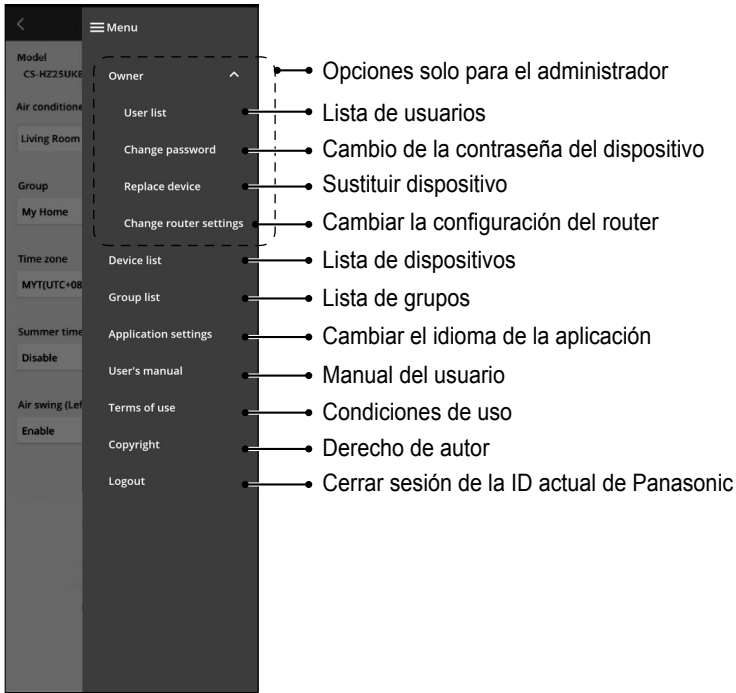 Menu
Model
CS-HZ25UKE
Owner
Opciones solo para el administrador
Air conditione
User list
Lista de usuarios
Living Room
Change password
Cambio de la contraseña del dispositivo
Group
Replace device
Sustituir dispositivo
My Home
Change router settings
Cambiar la configuración del router
Time zone
Device list
Lista de dispositivos
MYT(UTC+08
Group list
Lista de grupos
Summer time
Application settings
Cambiar el idioma de la aplicación
Disable
User's manual
Manual del usuario
Air swing (Lef
Terms of use
Condiciones de uso
Enable
Copyright
Derecho de autor
Logout
Cerrar sesión de la ID actual de Panasonic